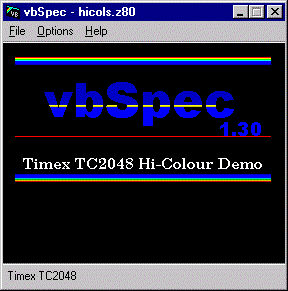 vbSpec - hicols.z80
File Options Help
vbSpec
1.30
Timex TC2048 Hi-Colour Demo
Timex TC2048